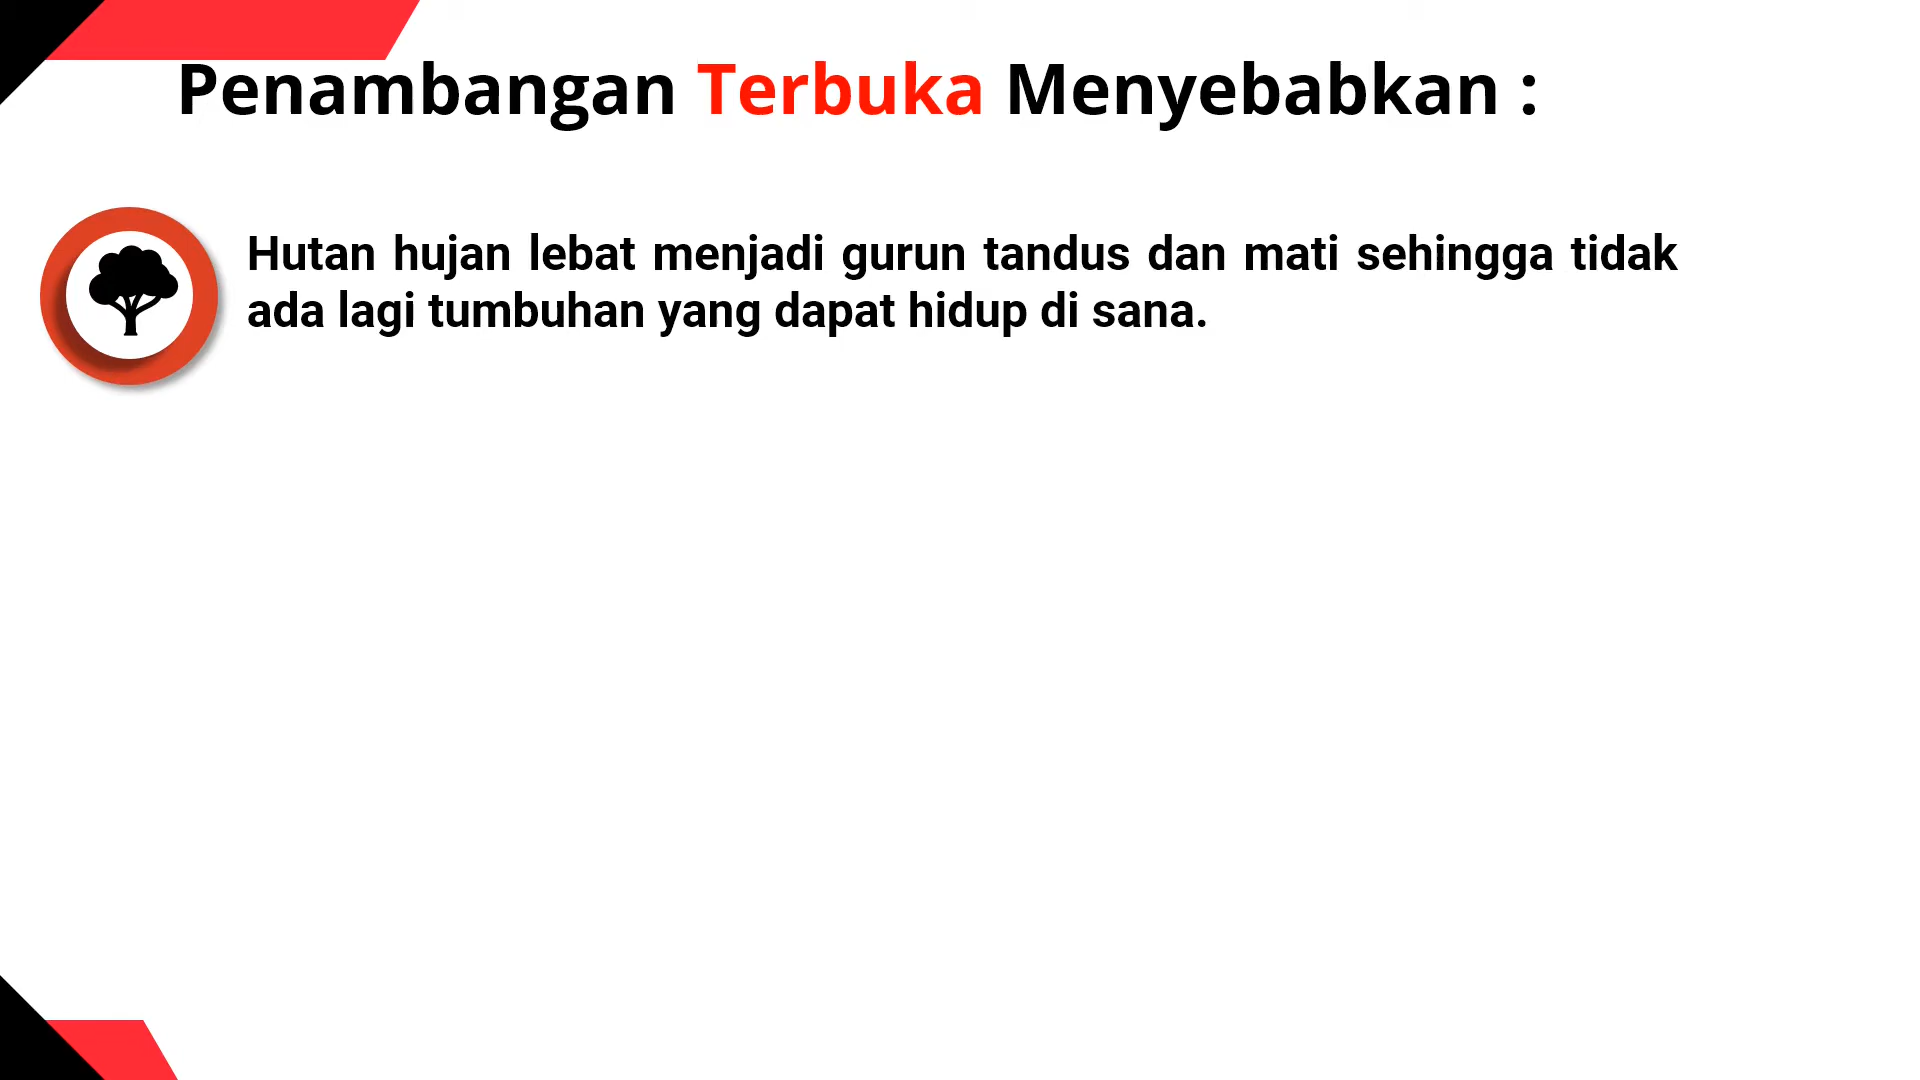 Penambangan Terbuka Menyebabkan :
Hutan hujan lebat menjadi gurun tandus dan mati sehingga tidak
ada lagi tumbuhan yang dapat hidup di sana.